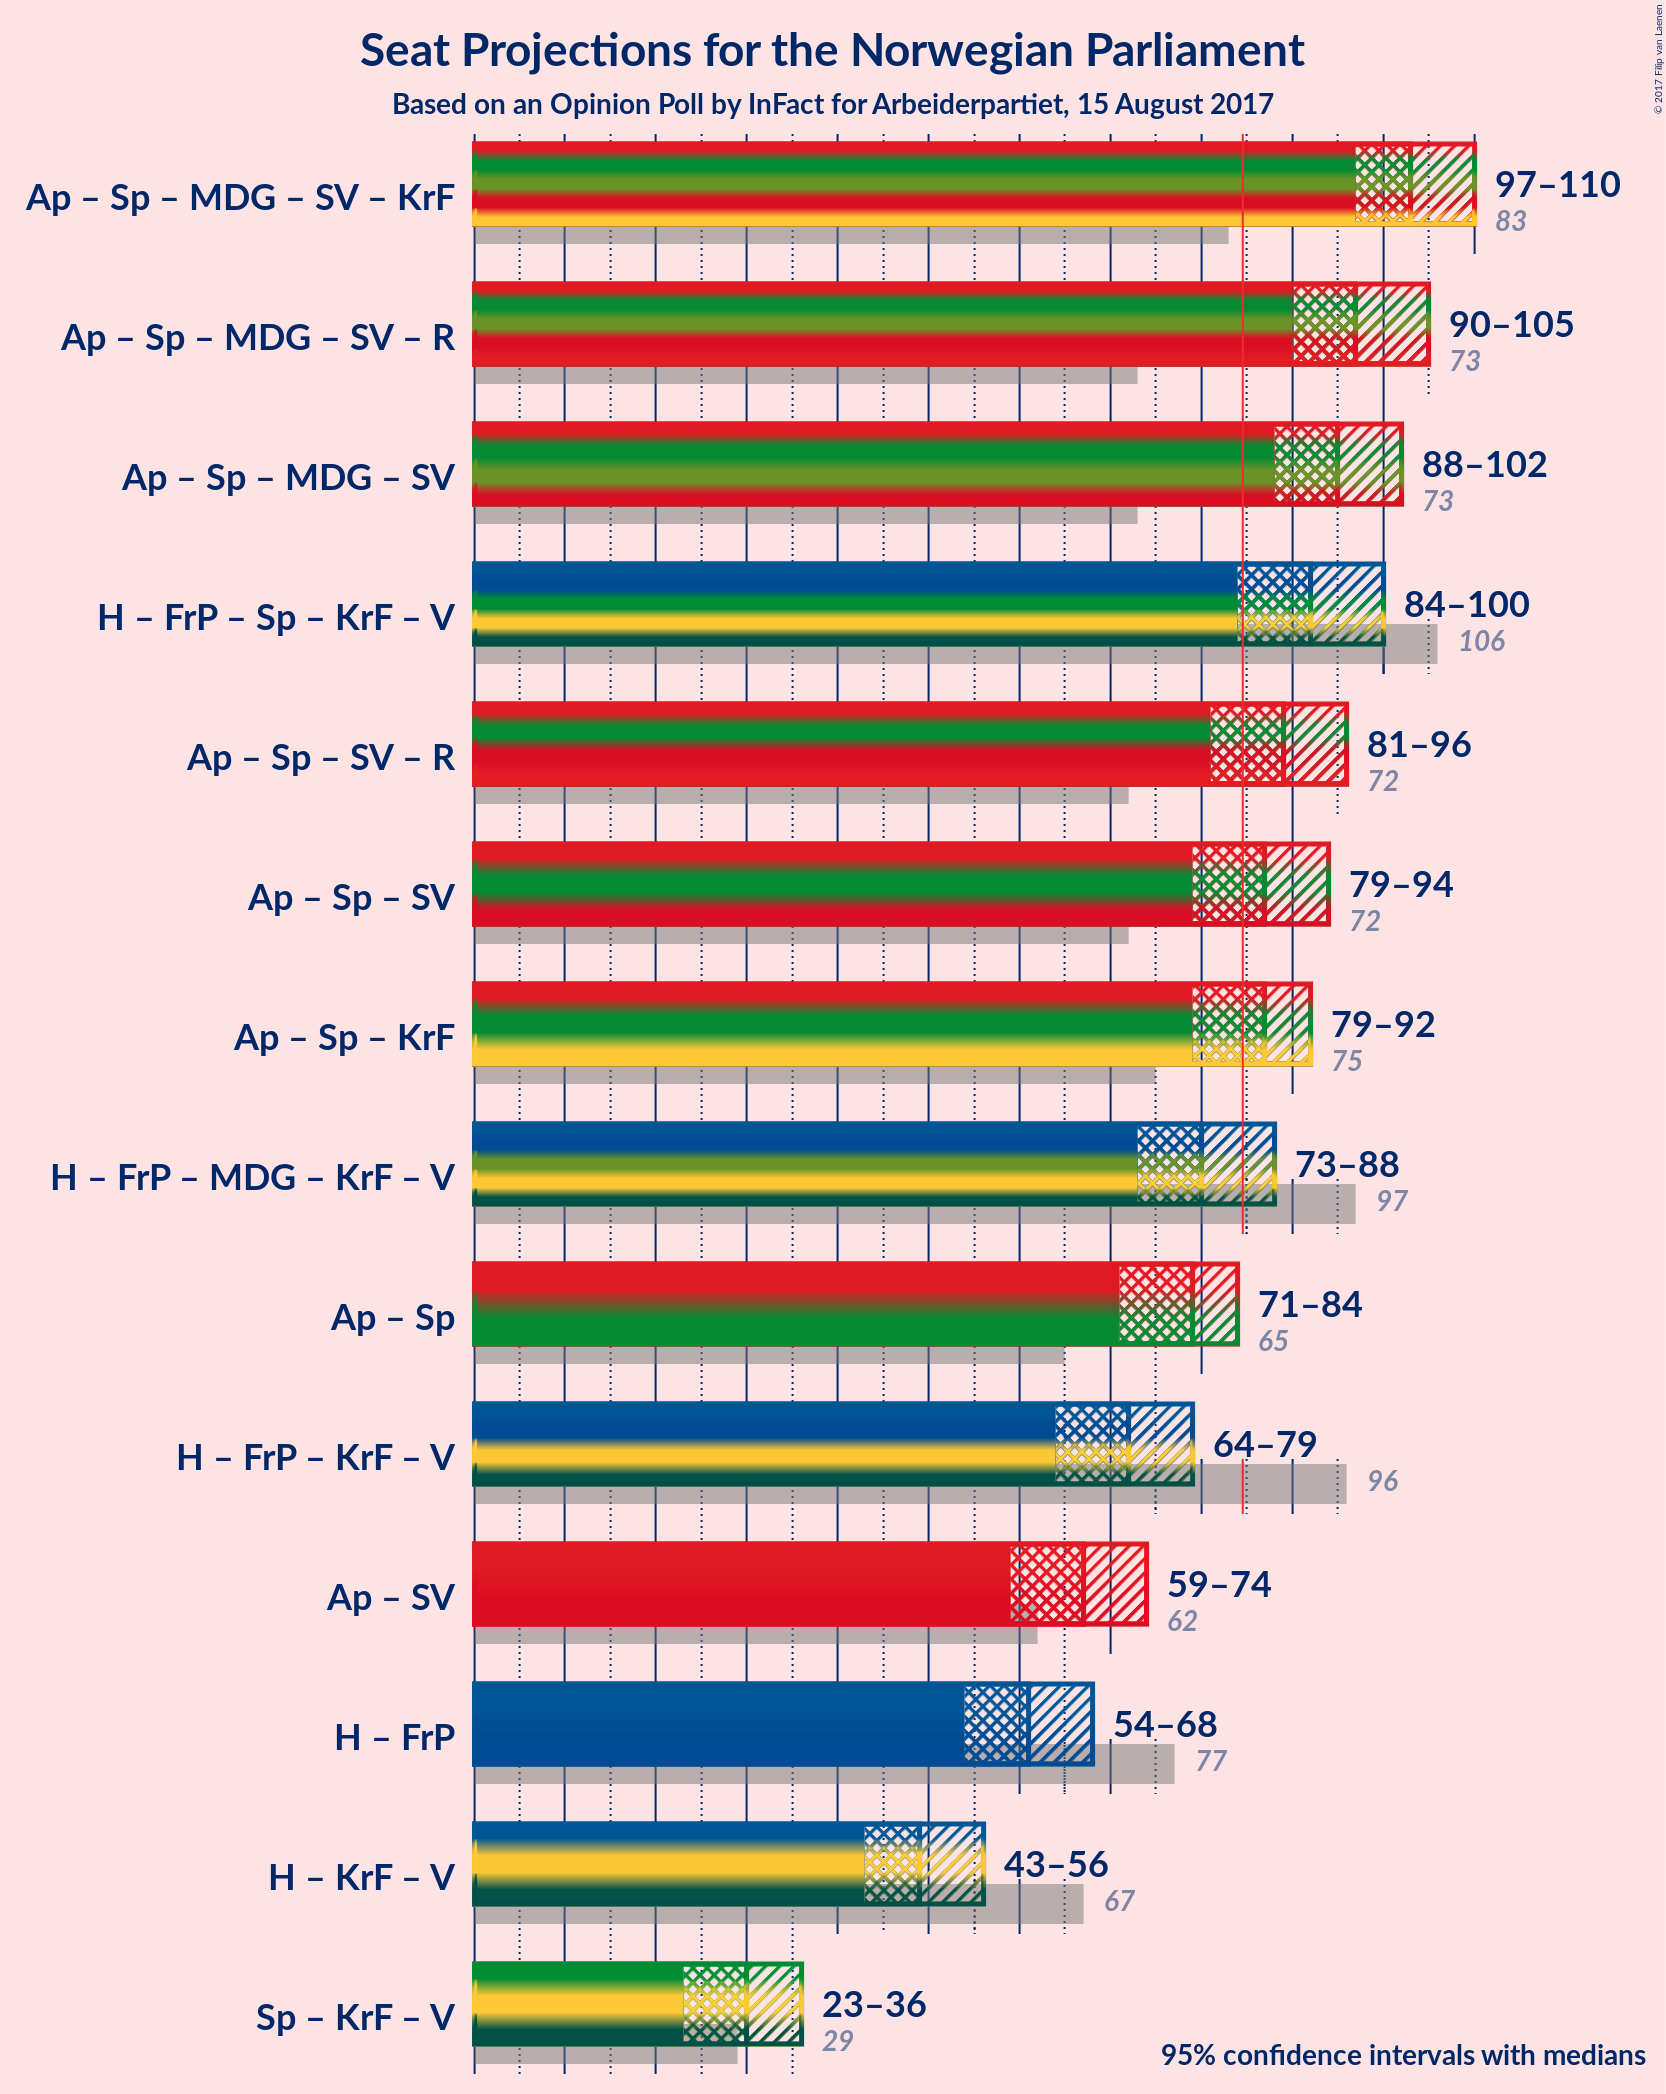 Seat Projections for the Norwegian Parliament
Based on an Opinion Poll by InFact for Arbeiderpartiet, 15 August 2017
© 2017 Filip van Laenen
Ap – Sp – MDG – SV – KrF
97–110
83
Ap – Sp – MDG – SV – R
90–105
73
Ap – Sp – MDG – SV
88–102
73
H – FrP – Sp – KrF – V
84–100
106
Ap – Sp – SV – R
81–96
72
Ap – Sp – SV
79–94
72
Ap – Sp – KrF
79–92
75
H – FrP – MDG – KrF – V
73–88
97
Ap – Sp
71–84
65
H – FrP – KrF – V
64–79
96
Ap – SV
59–74
62
H – FrP
54–68
77
H – KrF – V
43–56
67
Sp – KrF – V
23–36
29
95% confidence intervals with medians